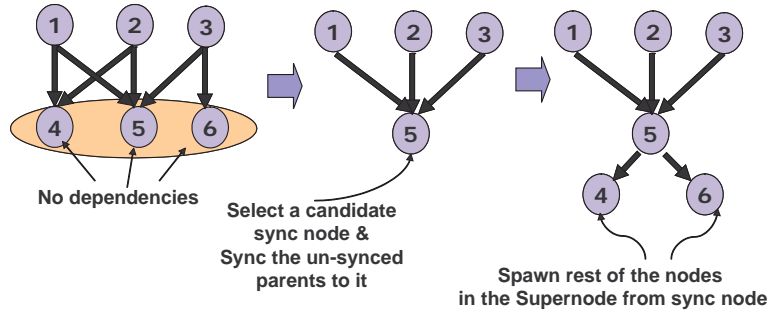 1 2 3
4 5 6
No dependencies
1 2 3
5
Select a candidate
sync node &
Sync the un-synced
parents to it
1 2 3
5
4 6
Spawn rest of the nodes
in the Supernode from sync node